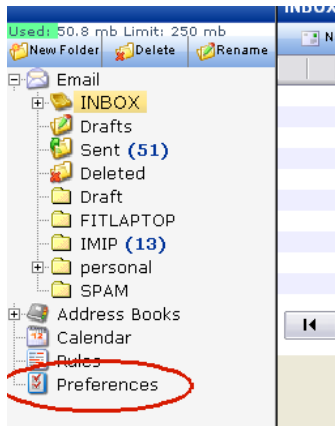 INBOX
Used: 50.8 mb Limit: 250 mb
New Folder Delete Rename
N
Email
INBOX
Drafts
Sent (51)
Deleted
Draft
FITLAPTOP
IMIP (13)
personal
SPAM
Address Books
Calendar
Rules
Preferences